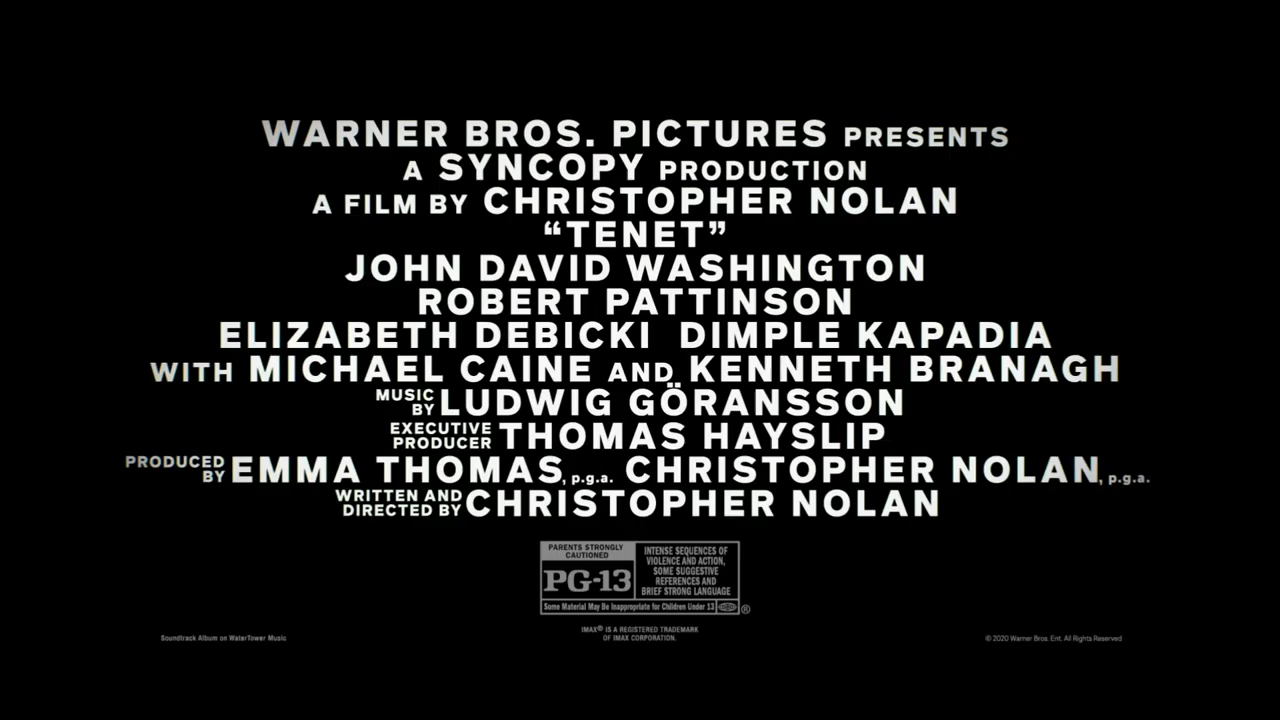 WARNER BROS. PICTURES PRESENTS
A SYNCOPY PRODUCTION
A FILM BY CHRISTOPHER NOLAN
“TENET”
JOHN DAVID WASHINGTON
ROBERT PATTINSON
ELIZABETH DEBICKI DIMPLE KAPADIA
WITH MICHAEL CAINE AND KENNETH BRANAGH
MUSIC BY LUDWIG GÖRANSSON
EXECUTIVE PRODUCER THOMAS HAYSLIP
PRODUCED BY EMMA THOMAS, p.g.a. CHRISTOPHER NOLAN, p.g.a.
WRITTEN AND DIRECTED BY CHRISTOPHER NOLAN
PARENTS STRONGLY
CAUTIONED
PG-13
INTENSE SEQUENCES OF
VIOLENCE AND ACTION,
SOME SUGGESTIVE
REFERENCES AND
BRIEF STRONG LANGUAGE
Some Material May Be Inappropriate for Children Under 13
®
IMAX® IS A REGISTERED TRADEMARK
OF IMAX CORPORATION.
Soundtrack Album on WaterTower Music
© 2020 Warner Bros. Ent. All Rights Reserved